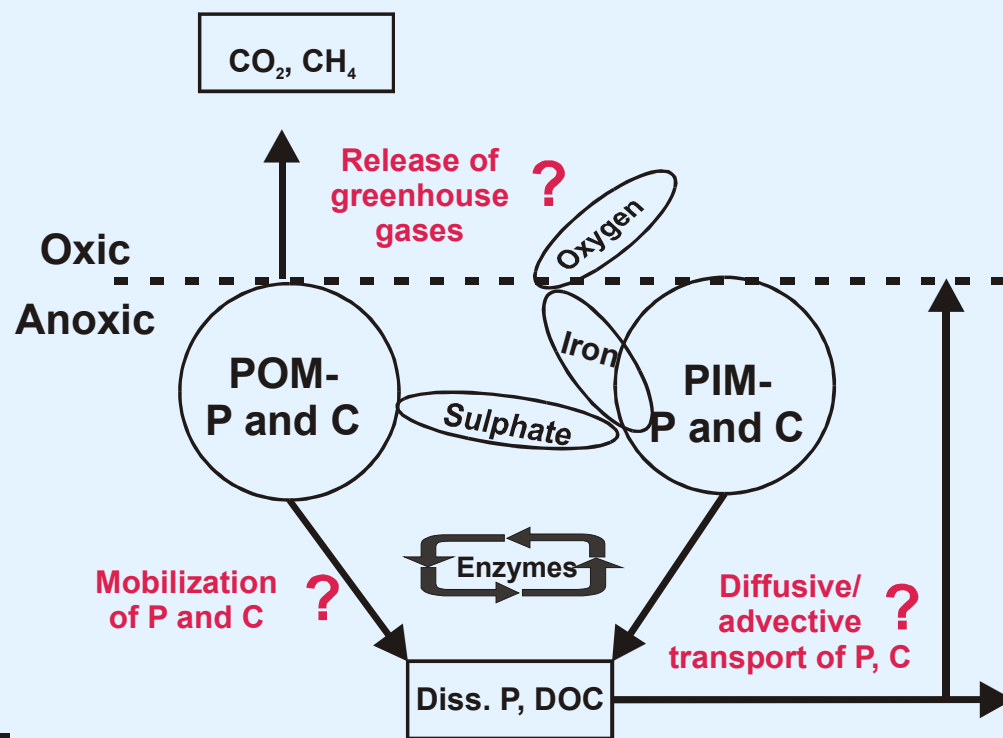 CO₂, CH₄
Release of
greenhouse
gases
?
Oxygen
Oxic
Anoxic
Iron
POM-
P and C
PIM-
P and C
Sulphate
Enzymes
Mobilization
of P and C
?
Diffusive/
advective
transport of P, C
?
Diss. P, DOC